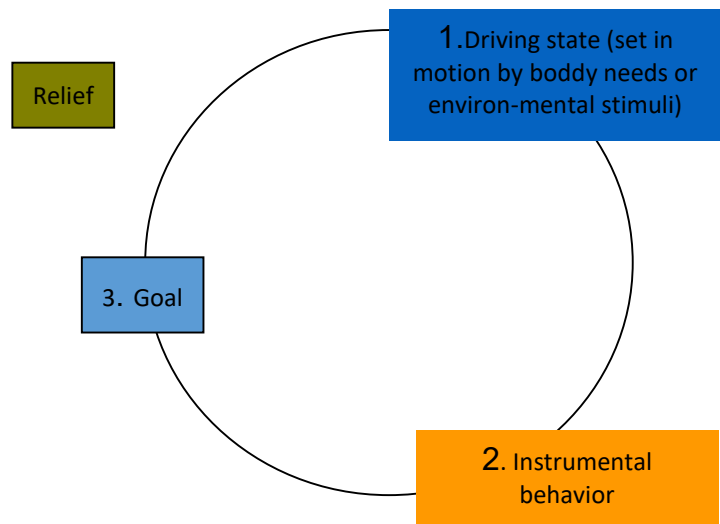 1.Driving state (set in
motion by boddy needs or
environ-mental stimuli)
Relief
3. Goal
2. Instrumental
behavior